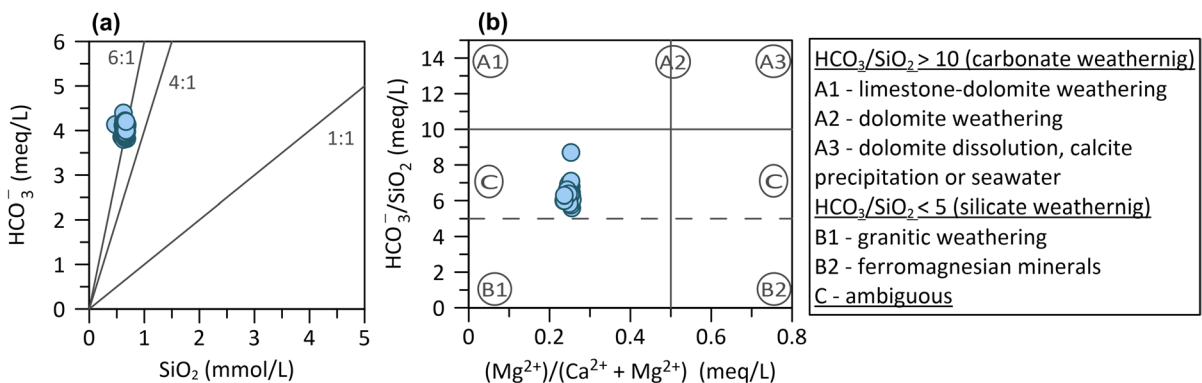 (a)
6
5
4
3
2
1
0
HCO₃⁻ (meq/L)
6:1
4:1
1:1
0 1 2 3 4 5
SiO₂ (mmol/L)
(b)
14
12
10
8
6
4
2
0
HCO₃⁻/SiO₂ (meq/L)
A1 A2 A3
C C
B1 B2
0 0.2 0.4 0.6 0.8
(Mg²⁺)/(Ca²⁺ + Mg²⁺) (meq/L)
HCO₃/SiO₂ > 10 (carbonate weathernig)
A1 - limestone-dolomite weathering
A2 - dolomite weathering
A3 - dolomite dissolution, calcite
precipitation or seawater
HCO₃/SiO₂ < 5 (silicate weathernig)
B1 - granitic weathering
B2 - ferromagnesian minerals
C - ambiguous